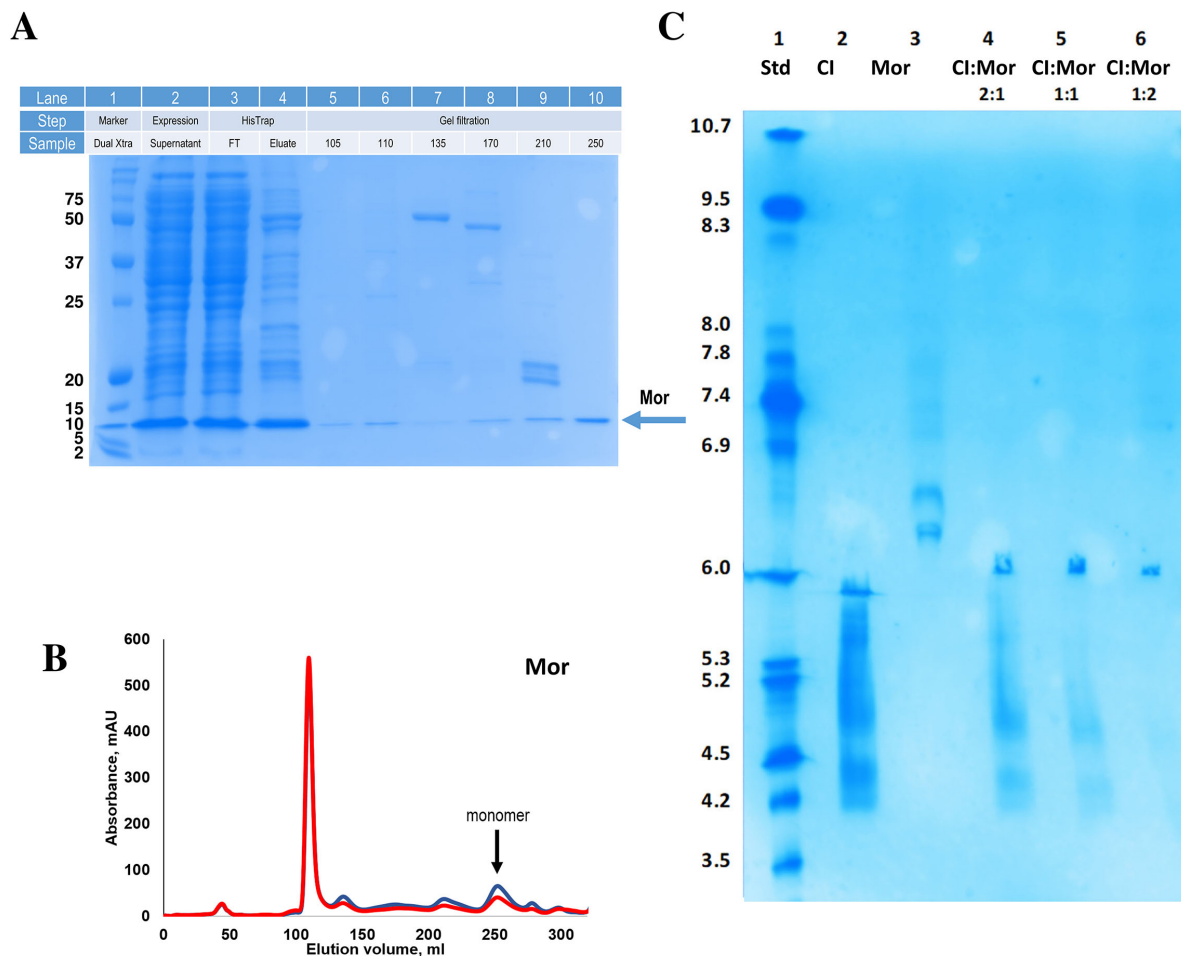 A
Lane 1 2 3 4 5 6 7 8 9 10
Step Marker Expression HisTrap Gel filtration
Sample Dual Xtra Supernatant FT Eluate 105 110 135 170 210 250
75
50
37
25
20
15
10
5
2
Mor
B
Mor
600
500
400
300
200
100
0
Absorbance, mAU
monomer
0 50 100 150 200 250 300
Elution volume, ml
C
1 2 3 4 5 6
Std CI Mor CI:Mor CI:Mor CI:Mor
2:1 1:1 1:2
10.7
9.5
8.3
8.0
7.8
7.4
6.9
6.0
5.3
5.2
4.5
4.2
3.5